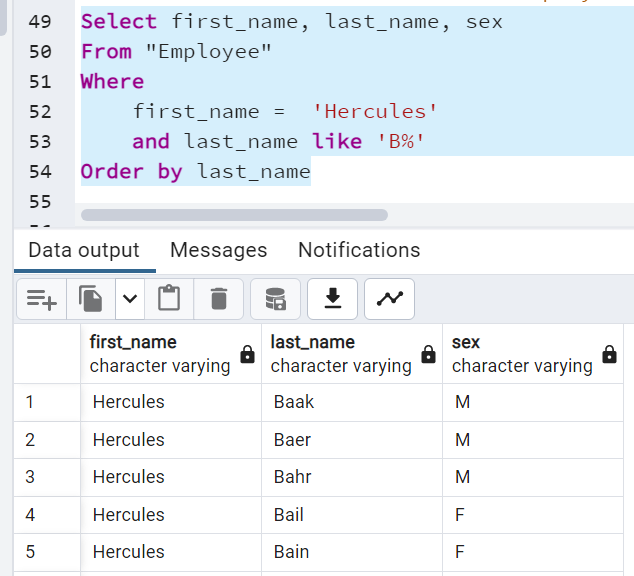 49 Select first_name, last_name, sex
50 From "Employee"
51 Where
52 first_name = 'Hercules'
53 and last_name like 'B%'
54 Order by last_name
55
Data output Messages Notifications
first_name last_name sex
character varying character varying character varying
1 Hercules Baak M
2 Hercules Baer M
3 Hercules Bahr M
4 Hercules Bail F
5 Hercules Bain F